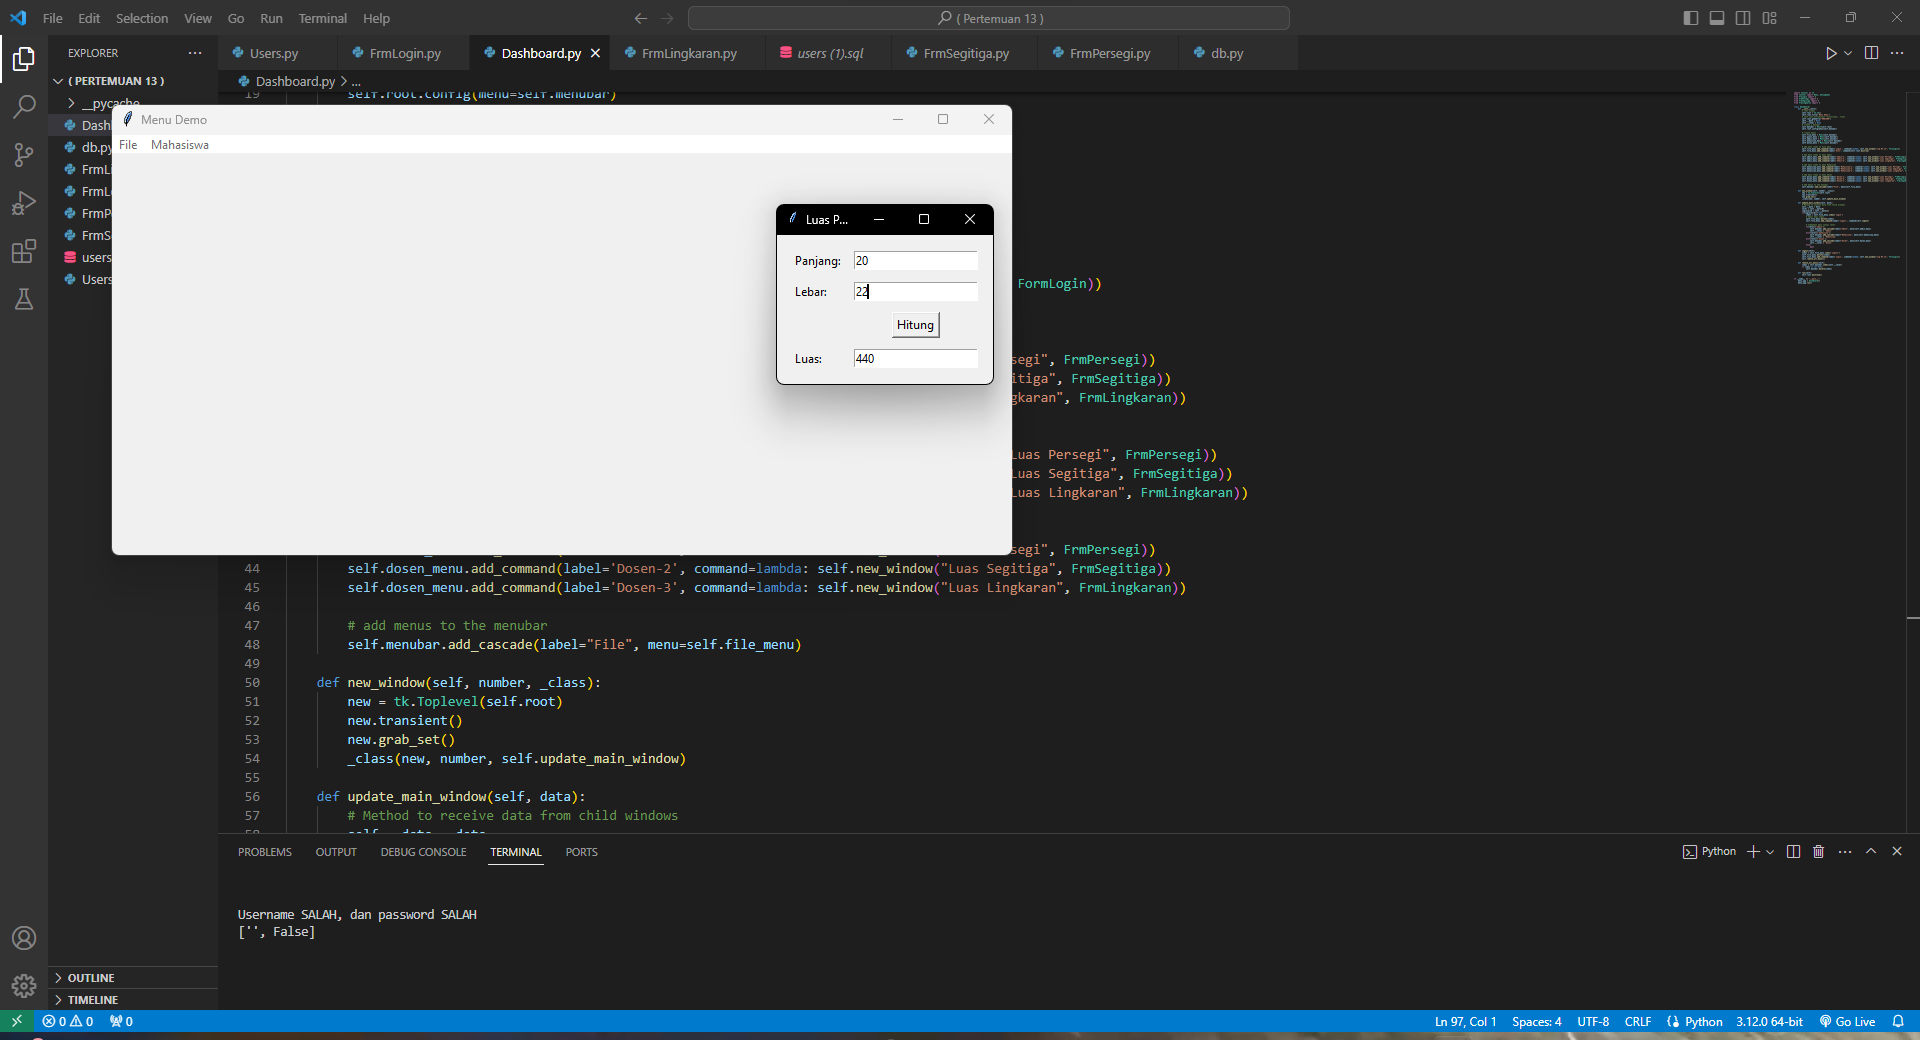 File Edit Selection View Go Run Terminal Help
( Pertemuan 13 )
EXPLORER
( PERTEMUAN 13 )
__pycache
Dash
db.py
FrmLi
FrmL
FrmP
FrmS
users
Users
OUTLINE
TIMELINE
Users.py FrmLogin.py Dashboard.py FrmLingkaran.py users (1).sql FrmSegitiga.py FrmPersegi.py db.py
Dashboard.py > ...
19 self.root.config(menu=self.menubar)
Menu Demo
File Mahasiswa
Luas P...
Panjang: 20
Lebar: 22
Hitung
Luas: 440
FormLogin))
segi", FrmPersegi))
itiga", FrmSegitiga))
gkaran", FrmLingkaran))
Luas Persegi", FrmPersegi))
Luas Segitiga", FrmSegitiga))
Luas Lingkaran", FrmLingkaran))
segi", FrmPersegi))
44 self.dosen_menu.add_command(label='Dosen-2', command=lambda: self.new_window("Luas Segitiga", FrmSegitiga))
45 self.dosen_menu.add_command(label='Dosen-3', command=lambda: self.new_window("Luas Lingkaran", FrmLingkaran))
46
47 # add menus to the menubar
48 self.menubar.add_cascade(label="File", menu=self.file_menu)
49
50 def new_window(self, number, _class):
51 new = tk.Toplevel(self.root)
52 new.transient()
53 new.grab_set()
54 _class(new, number, self.update_main_window)
55
56 def update_main_window(self, data):
57 # Method to receive data from child windows
PROBLEMS OUTPUT DEBUG CONSOLE TERMINAL PORTS
Python
Username SALAH, dan password SALAH
['', False]
0 0 0
Ln 97, Col 1 Spaces: 4 UTF-8 CRLF Python 3.12.0 64-bit Go Live